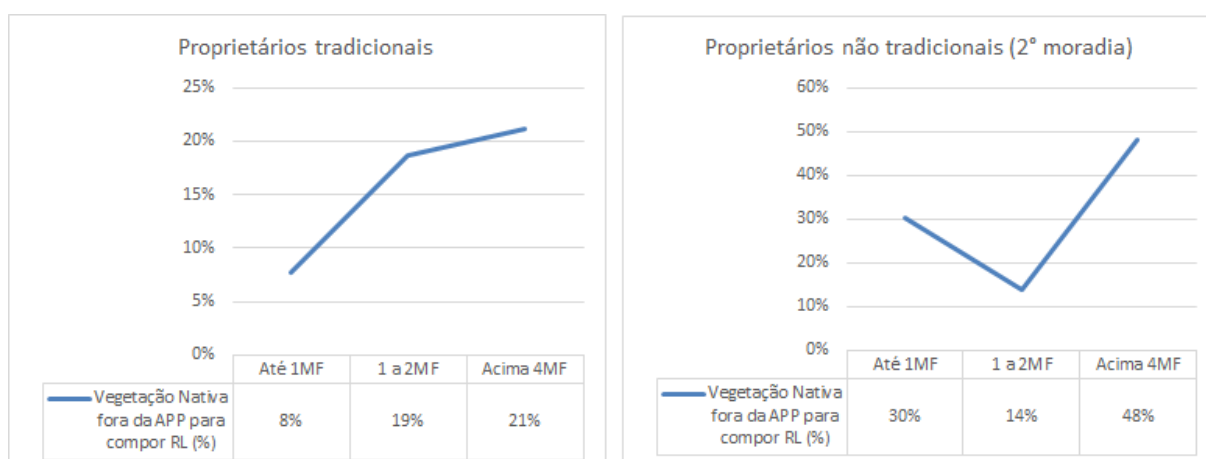 Proprietários tradicionais
25%
20%
15%
10%
5%
0%
Até 1MF 1 a 2MF Acima 4MF
Vegetação Nativa
fora da APP para
compor RL (%)
8% 19% 21%
Proprietários não tradicionais (2° moradia)
60%
50%
40%
30%
20%
10%
0%
Até 1MF 1 a 2MF Acima 4MF
Vegetação Nativa
fora da APP para
compor RL (%)
30% 14% 48%